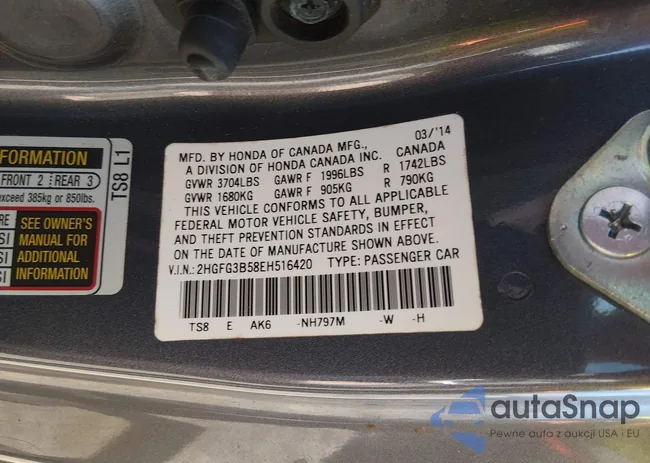 FORMATION
FRONT 2 REAR 3
exceed 385kg or 850lbs.
SEE OWNER'S
MANUAL FOR
ADDITIONAL
INFORMATION
TS8 L1
MFD. BY HONDA OF CANADA MFG., 03/'14
A DIVISION OF HONDA CANADA INC. CANADA
GVWR 3704LBS GAWR F 1996LBS R 1742LBS
GVWR 1680KG GAWR F 905KG R 790KG
THIS VEHICLE CONFORMS TO ALL APPLICABLE
FEDERAL MOTOR VEHICLE SAFETY, BUMPER,
AND THEFT PREVENTION STANDARDS IN EFFECT
ON THE DATE OF MANUFACTURE SHOWN ABOVE.
V.I.N.: 2HGFG3B58EH516420 TYPE: PASSENGER CAR
TS8 E AK6 -NH797M -W -H
autaSnap
Pewne auta z aukcji USA i EU